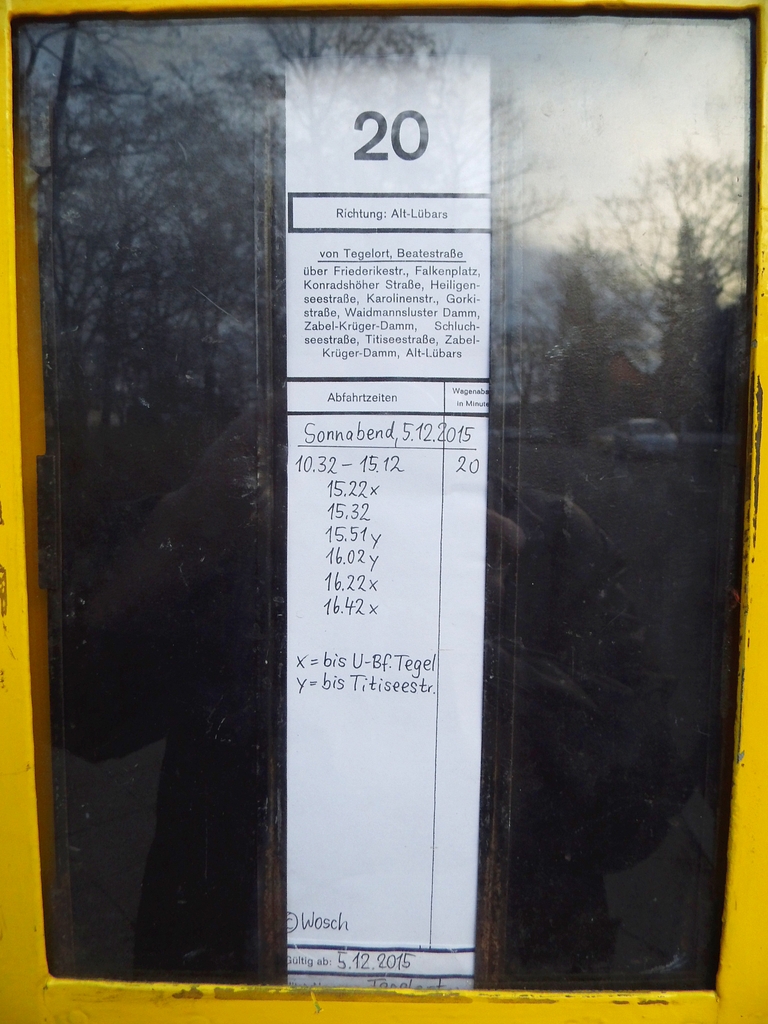 20
Richtung: Alt-Lübars
von Tegelort, Beatestraße
über Friederikestr., Falkenplatz,
Konradshöher Straße, Heiligen-
seestraße, Karolinenstr., Gorki-
straße, Waidmannsluster Damm,
Zabel-Krüger-Damm, Schluch-
seestraße, Titiseestraße, Zabel-
Krüger-Damm, Alt-Lübars
Abfahrtzeiten
Wagenabs
in Minute
Sonnabend, 5.12.2015
10.32 – 15.12 20
15.22x
15.32
15.51y
16.02y
16.22x
16.42x
x = bis U-Bf. Tegel
y = bis Titiseestr.
©Wosch
Gültig ab: 5.12.2015